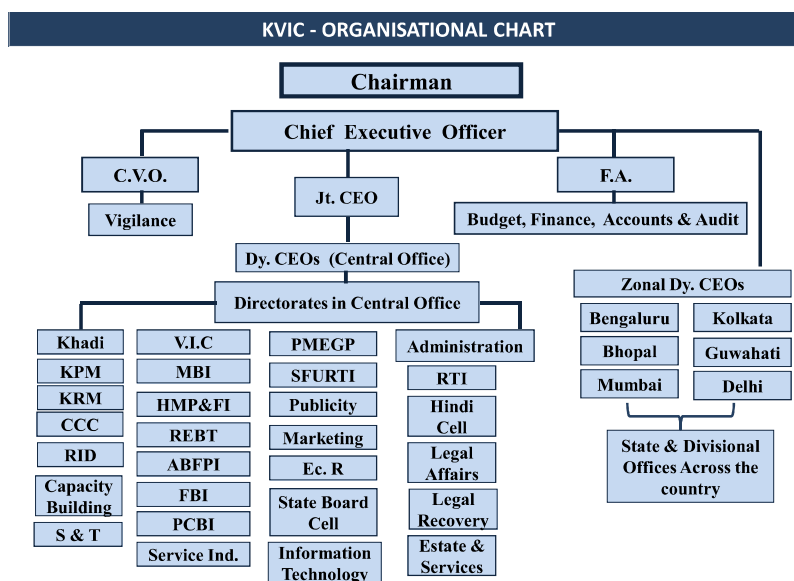 KVIC - ORGANISATIONAL CHART
Chairman
Chief Executive Officer
C.V.O.
Vigilance
Jt. CEO
F.A.
Budget, Finance, Accounts & Audit
Dy. CEOs (Central Office)
Directorates in Central Office
Khadi
KPM
KRM
CCC
RID
Capacity
Building
S & T
V.I.C
MBI
HMP&FI
REBT
ABFPI
FBI
PCBI
Service Ind.
PMEGP
SFURTI
Publicity
Marketing
Ec. R
State Board
Cell
Information
Technology
Administration
RTI
Hindi
Cell
Legal
Affairs
Legal
Recovery
Estate &
Services
Zonal Dy. CEOs
Bengaluru
Bhopal
Mumbai
Kolkata
Guwahati
Delhi
State & Divisional
Offices Across the
country